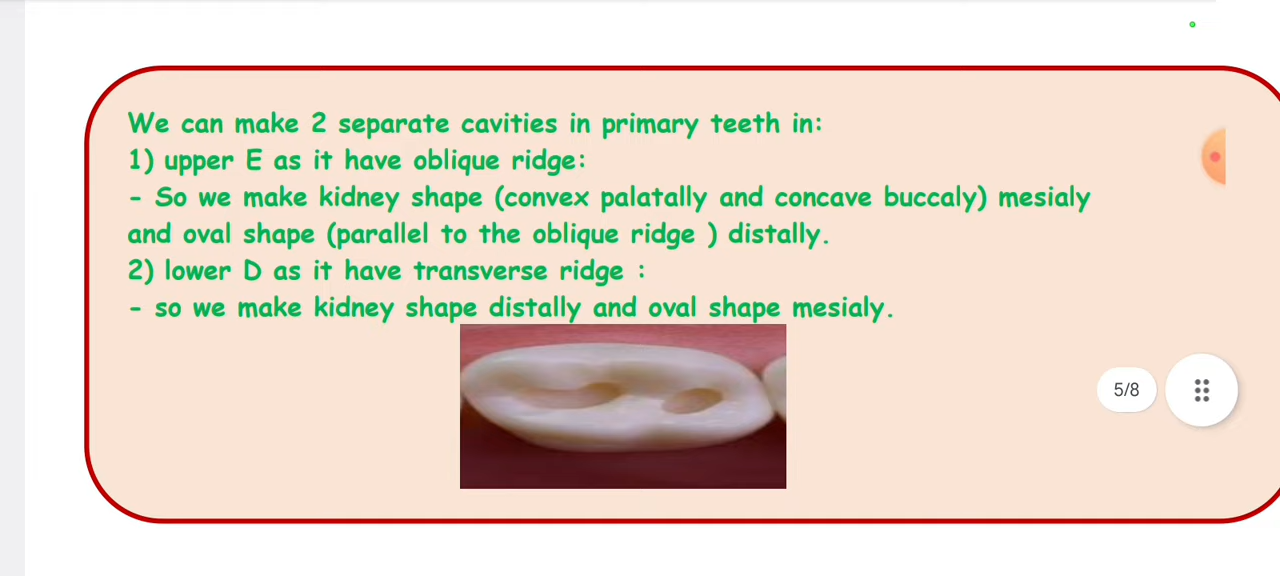 We can make 2 separate cavities in primary teeth in:
1) upper E as it have oblique ridge:
- So we make kidney shape (convex palatally and concave buccaly) mesialy
and oval shape (parallel to the oblique ridge ) distally.
2) lower D as it have transverse ridge :
- so we make kidney shape distally and oval shape mesialy.
5/8